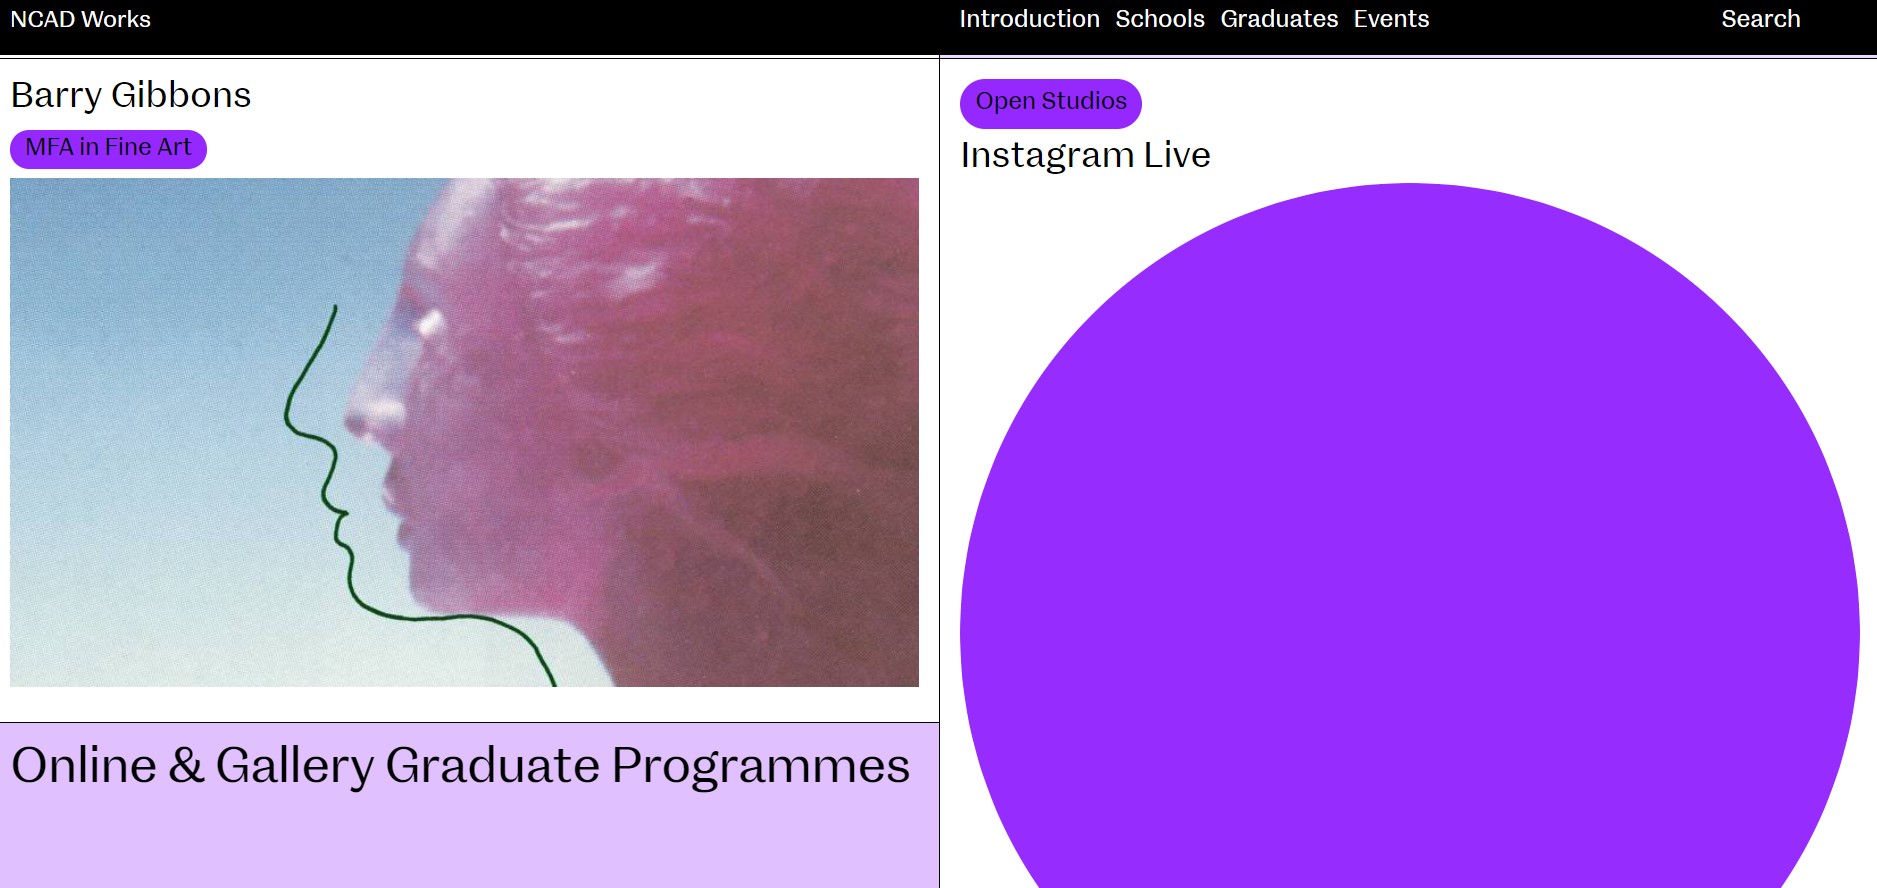 NCAD Works
Introduction Schools Graduates Events Search
Barry Gibbons
MFA in Fine Art
Open Studios
Instagram Live
Online & Gallery Graduate Programmes